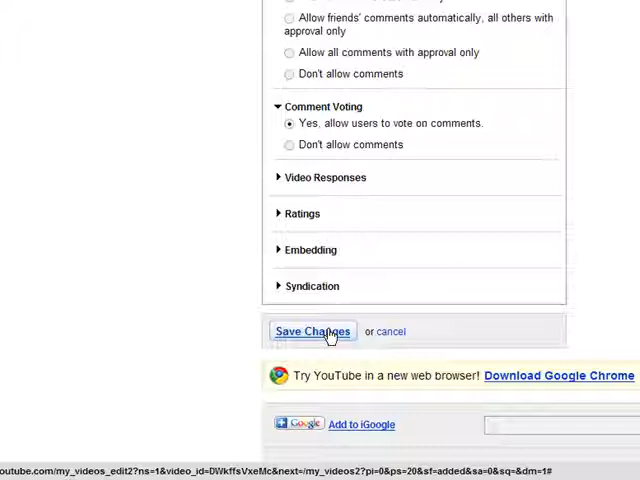 Allow friends' comments automatically, all others with
approval only
Allow all comments with approval only
Don't allow comments
Comment Voting
Yes, allow users to vote on comments.
Don't allow comments
Video Responses
Ratings
Embedding
Syndication
Save Changes or cancel
Try YouTube in a new web browser! Download Google Chrome
Google Add to iGoogle
outube.com/my_videos_edit2?ns=1&video_id=DWkffsVxeMc&next=/my_videos2?pi=0&ps=20&sf=added&sa=0&sq=&dm=1#